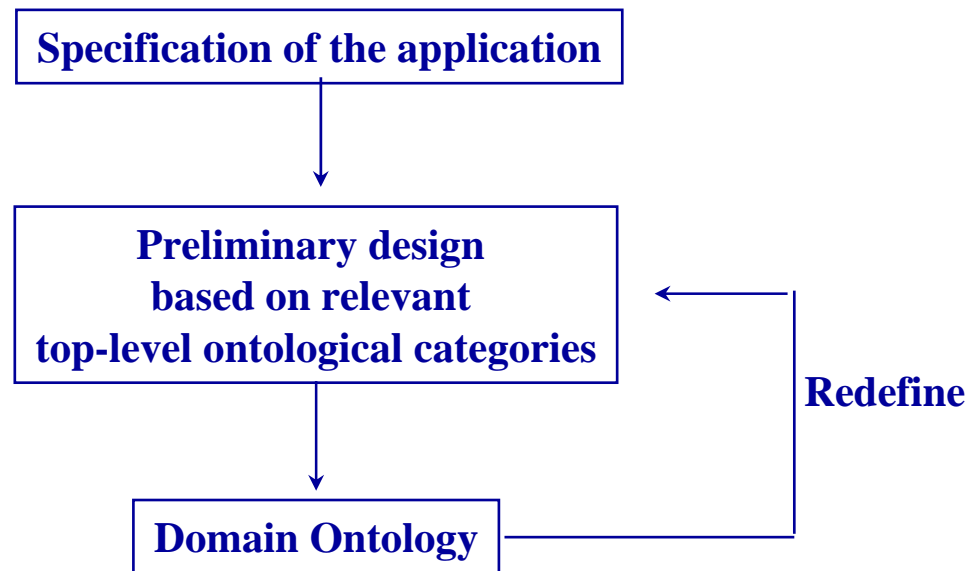 Specification of the application
Preliminary design
based on relevant
top-level ontological categories
Redefine
Domain Ontology